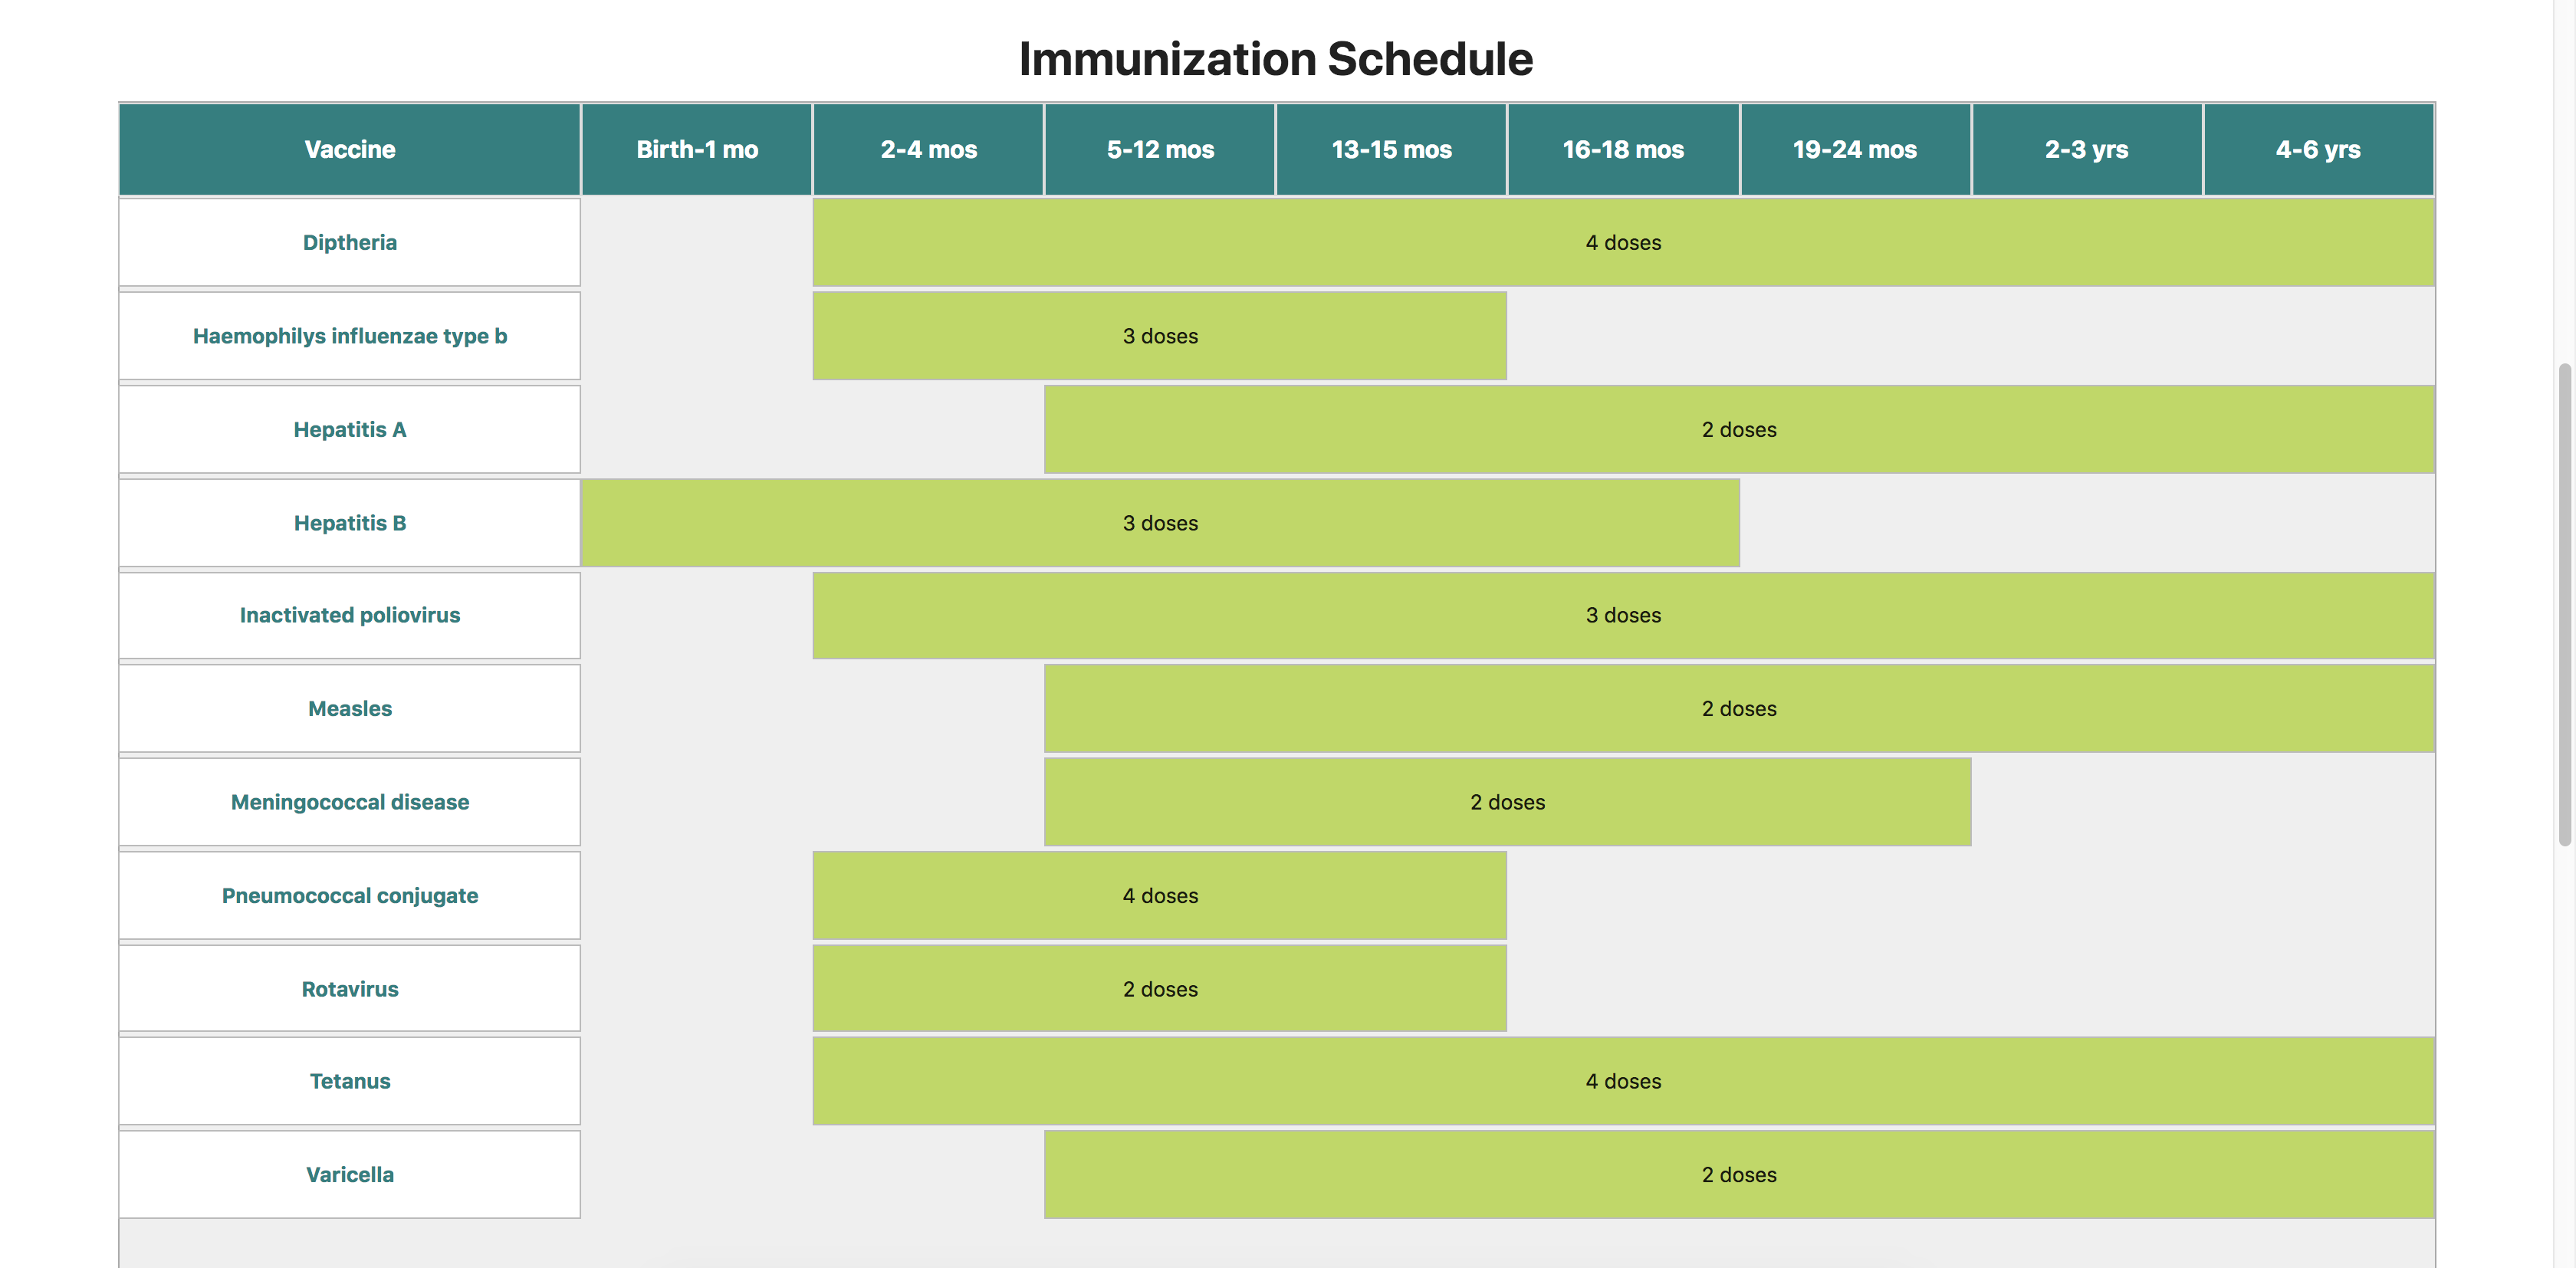 Immunization Schedule
Vaccine Birth-1 mo 2-4 mos 5-12 mos 13-15 mos 16-18 mos 19-24 mos 2-3 yrs 4-6 yrs
Diptheria 4 doses
Haemophilys influenzae type b 3 doses
Hepatitis A 2 doses
Hepatitis B 3 doses
Inactivated poliovirus 3 doses
Measles 2 doses
Meningococcal disease 2 doses
Pneumococcal conjugate 4 doses
Rotavirus 2 doses
Tetanus 4 doses
Varicella 2 doses